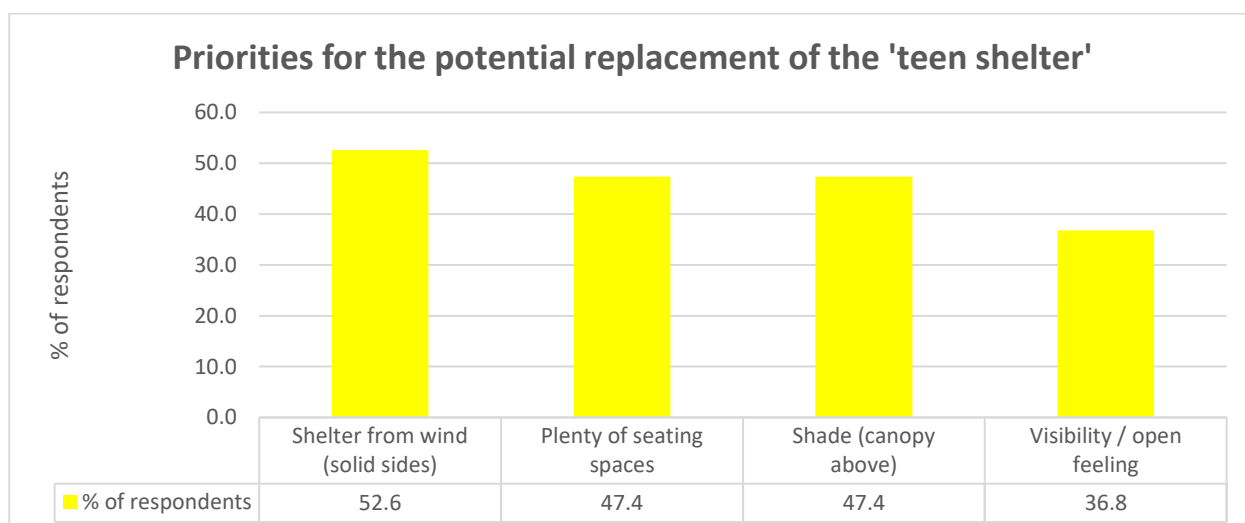 Priorities for the potential replacement of the 'teen shelter'
% of respondents
60.0
50.0
40.0
30.0
20.0
10.0
0.0
Shelter from wind
(solid sides)
Plenty of seating
spaces
Shade (canopy
above)
Visibility / open
feeling
% of respondents 52.6 47.4 47.4 36.8